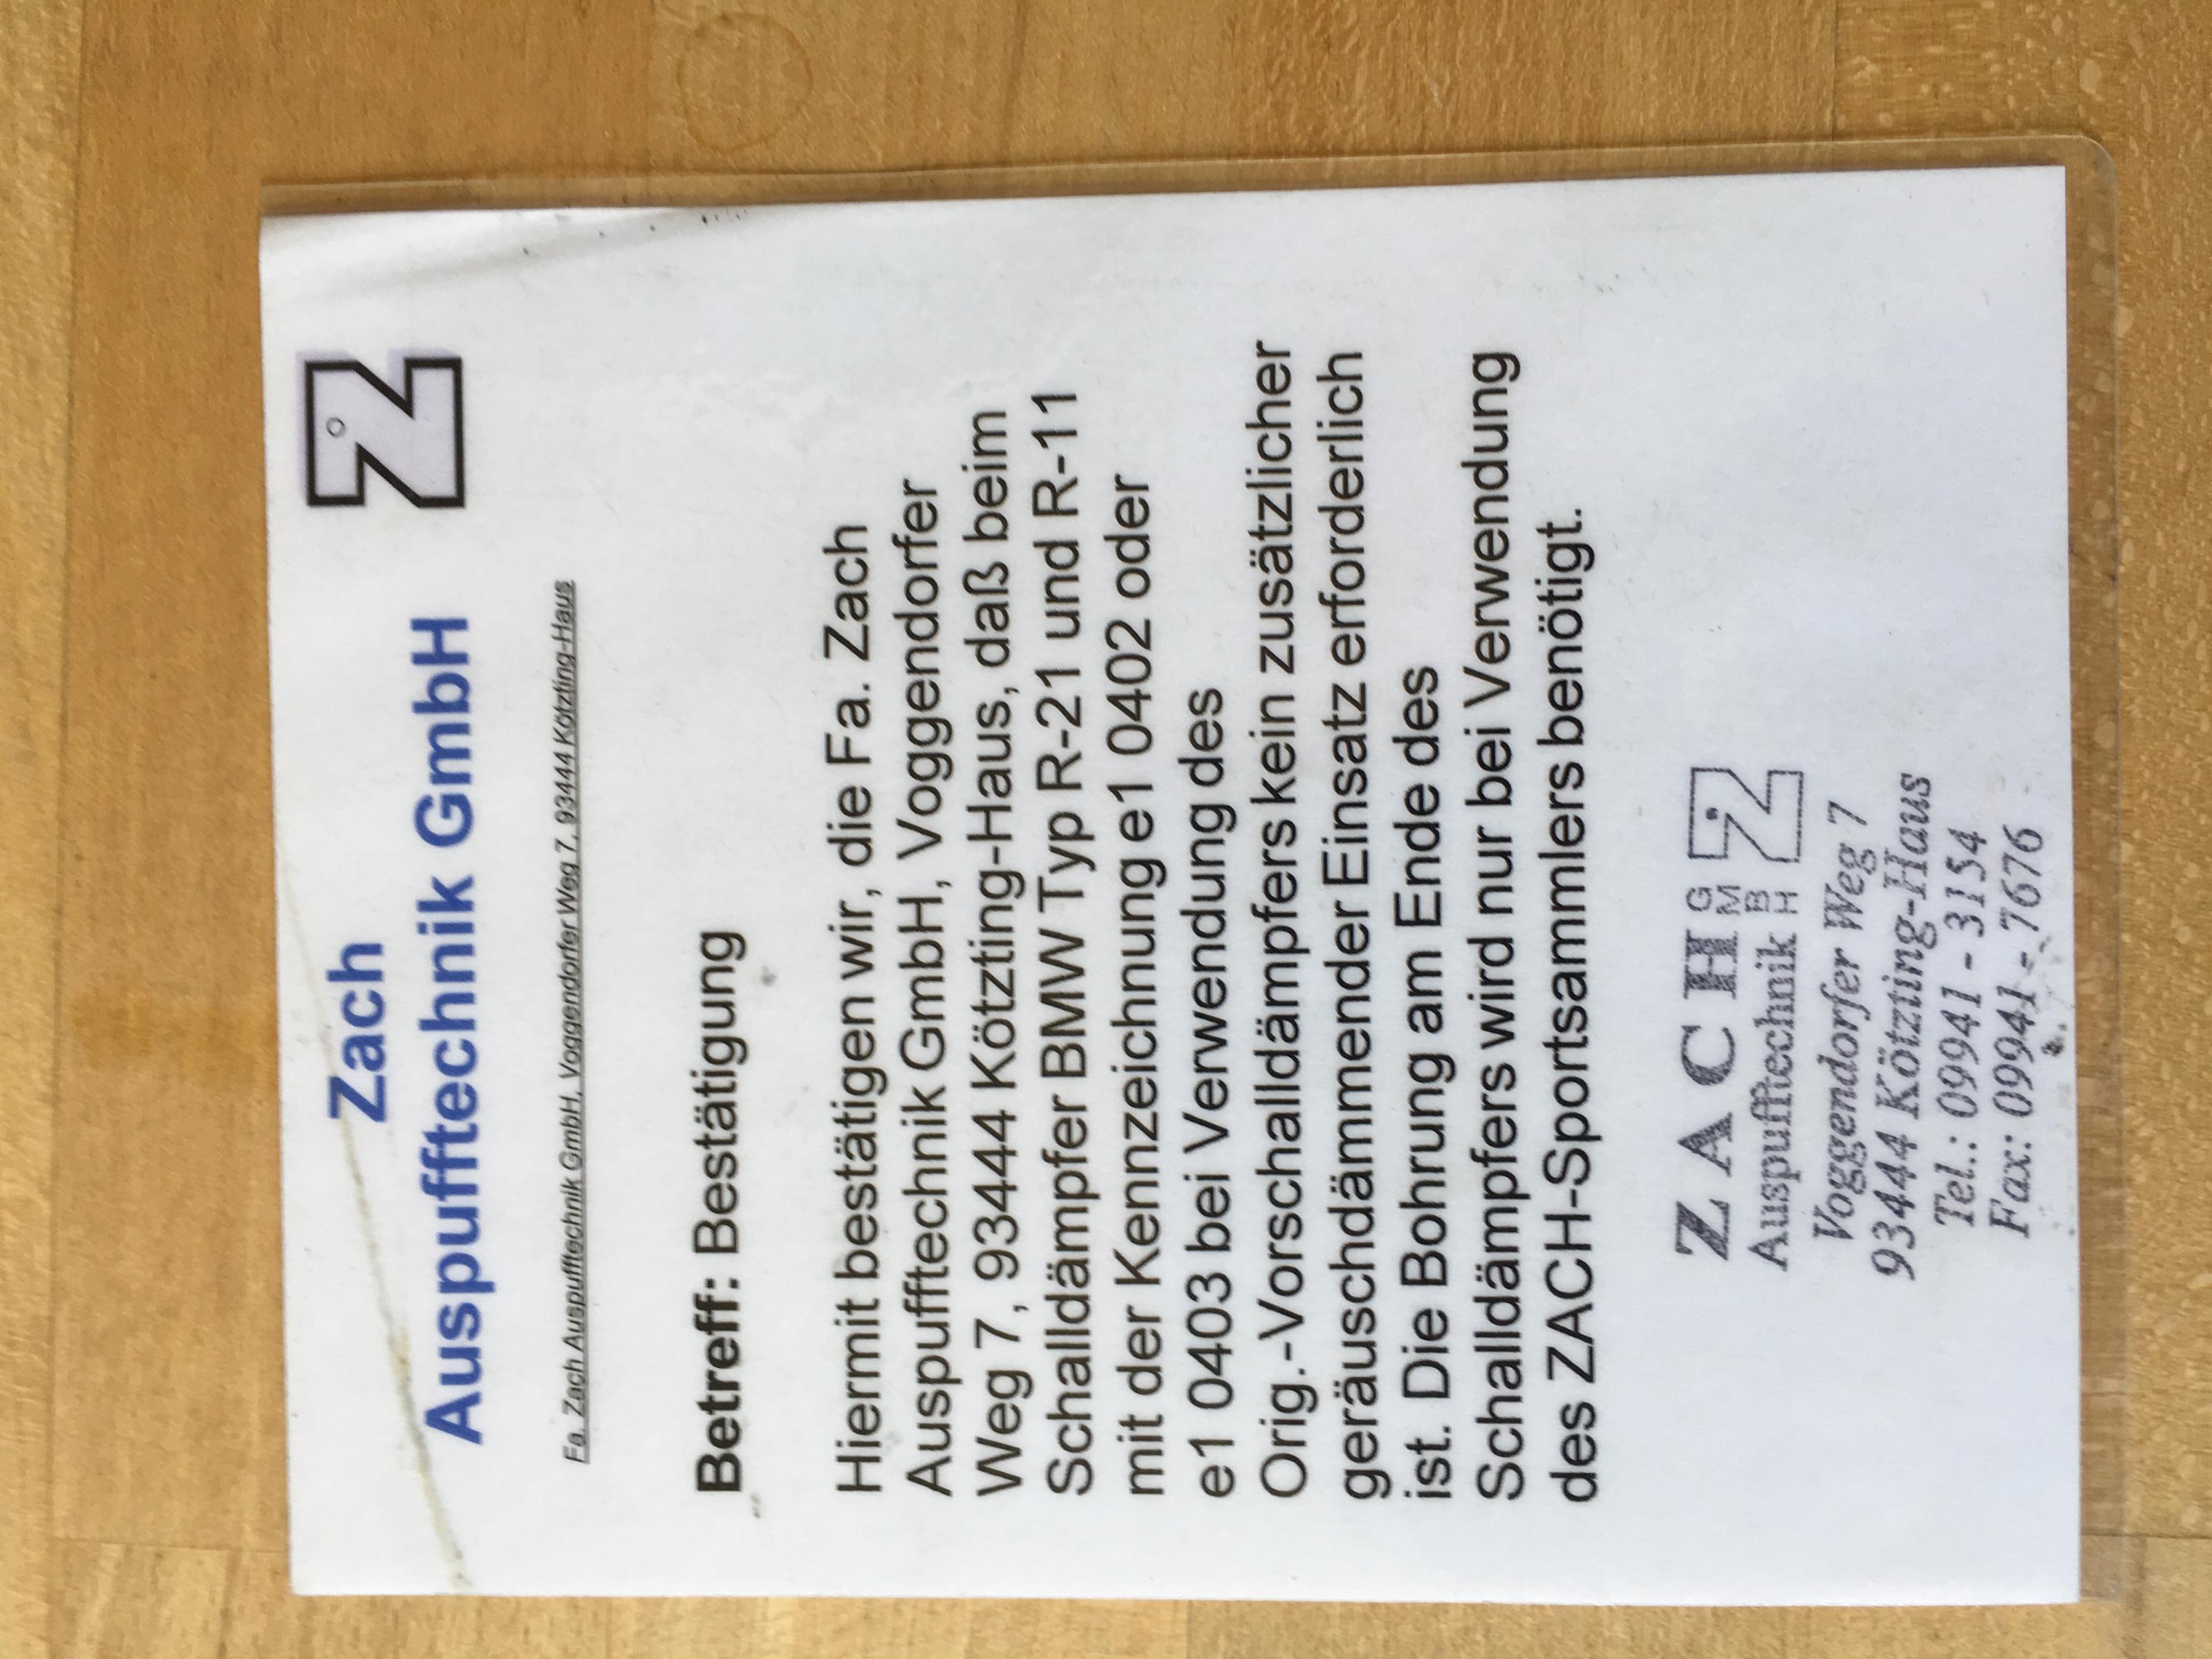 Zach
Auspufftechnik GmbH
Z
Fa. Zach Auspufftechnik GmbH, Voggendorfer Weg 7, 93444 Kötzting-Haus
Betreff: Bestätigung
Hiermit bestätigen wir, die Fa. Zach
Auspufftechnik GmbH, Voggendorfer
Weg 7, 93444 Kötzting-Haus, daß beim
Schalldämpfer BMW Typ R-21 und R-11
mit der Kennzeichnung e1 0402 oder
e1 0403 bei Verwendung des
Orig.-Vorschalldämpfers kein zusätzlicher
geräuschdämmender Einsatz erforderlich
ist. Die Bohrung am Ende des
Schalldämpfers wird nur bei Verwendung
des ZACH-Sportsammlers benötigt.
ZACH GMBH Z
Auspufftechnik
Voggendorfer Weg 7
93444 Kötzting-Haus
Tel.: 09941 - 3154
Fax: 09941 - 7676